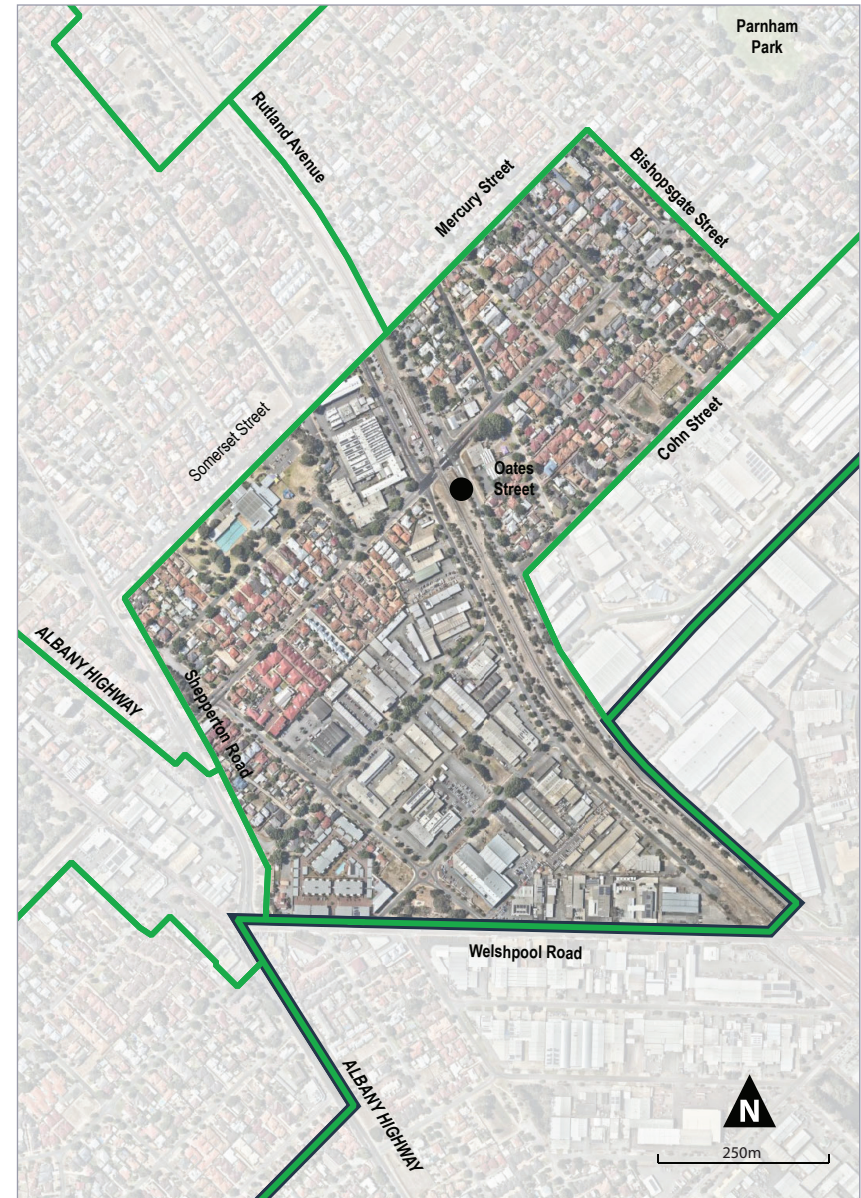 Parnham
Park
Rutland Avenue
Mercury Street
Bishopsgate Street
Somerset Street
Cohn Street
Oates
Street
ALBANY HIGHWAY
Shepperton Road
Welshpool Road
ALBANY HIGHWAY
N
250m